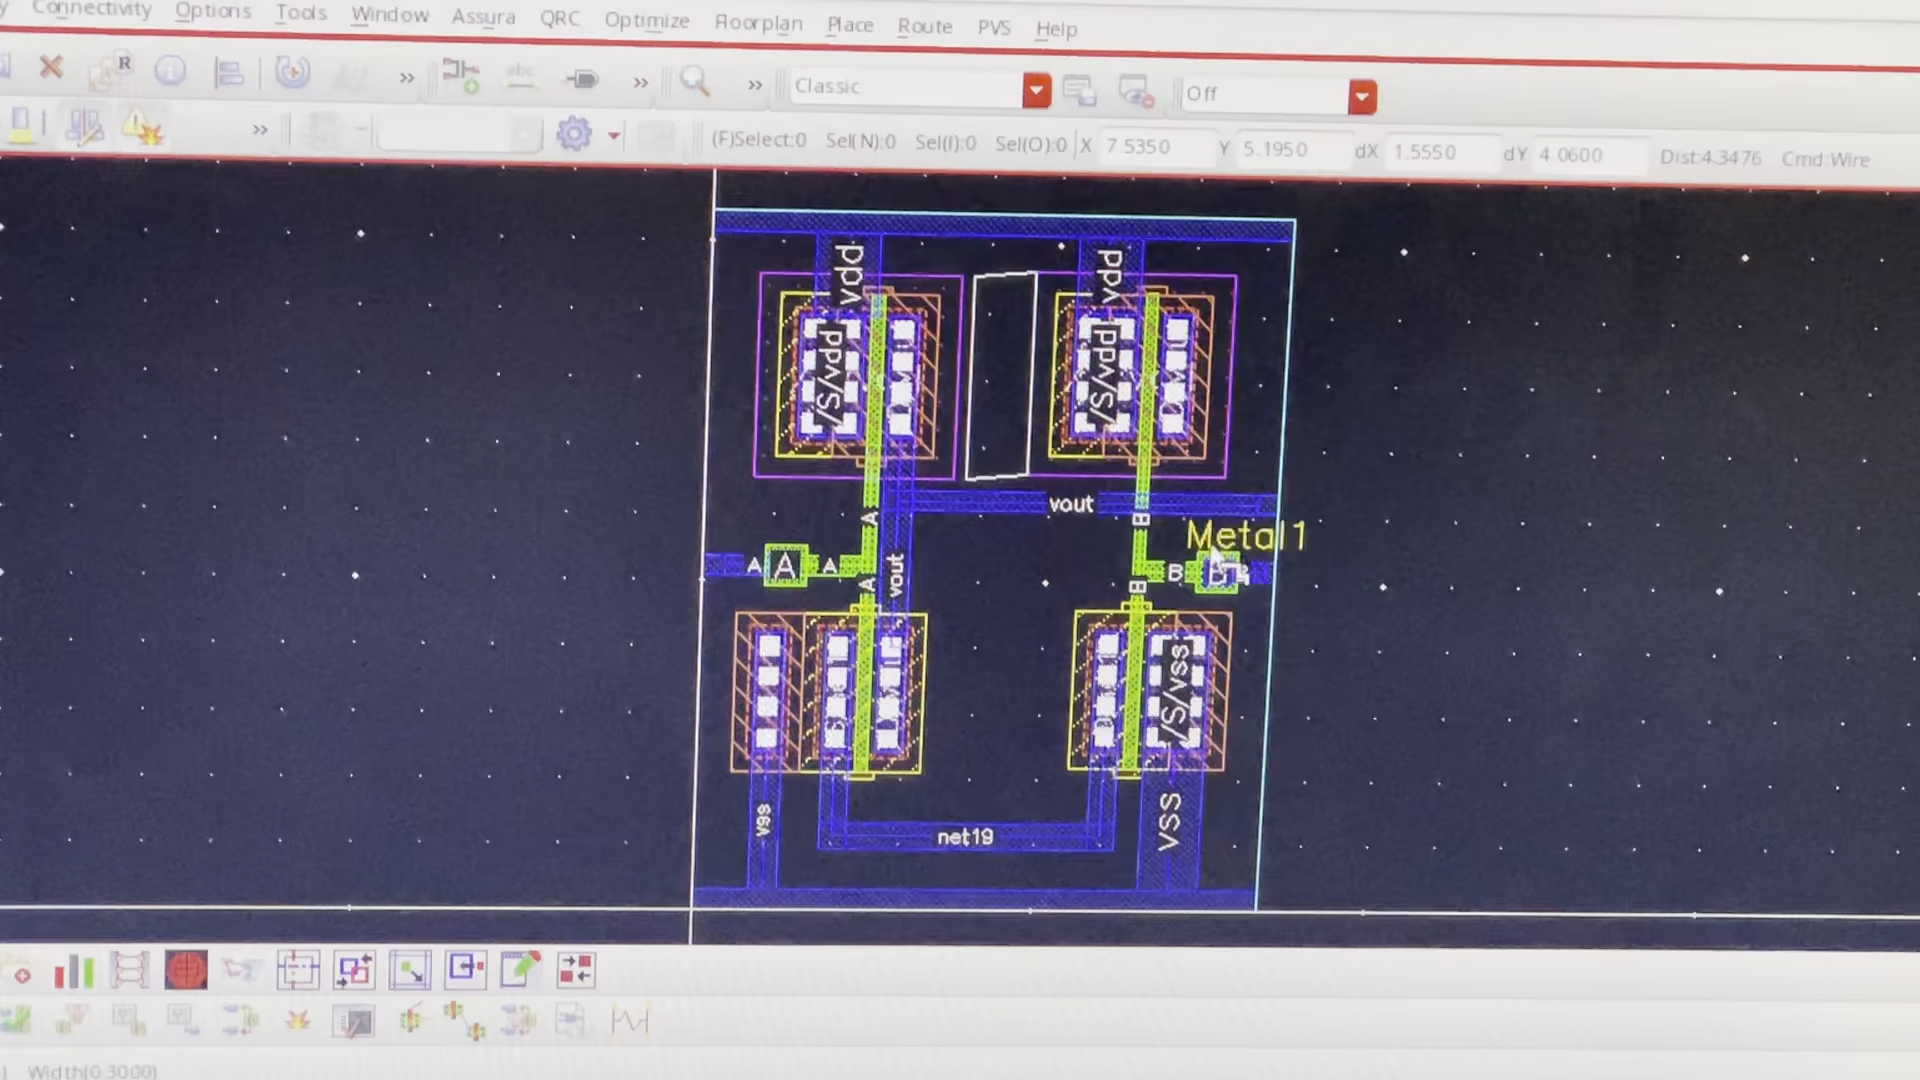 Connectivity Options Tools Window Assura QRC Optimize Floorplan Place Route PVS Help
R
abc
Classic
Off
(F)Select:0 Sel(N):0 Sel(I):0 Sel(O):0 X 7.5350 Y 5.1950 dX 1.5550 dY 4.0600 Dist:4.3476 Cmd:Wire
vdd
vdd
/S/vdd
/S/vdd
vout
A
B
Metal1
A
A
A
B
B
A
vout
B
/S/vss
vss
net19
vss
Width(0.3000)